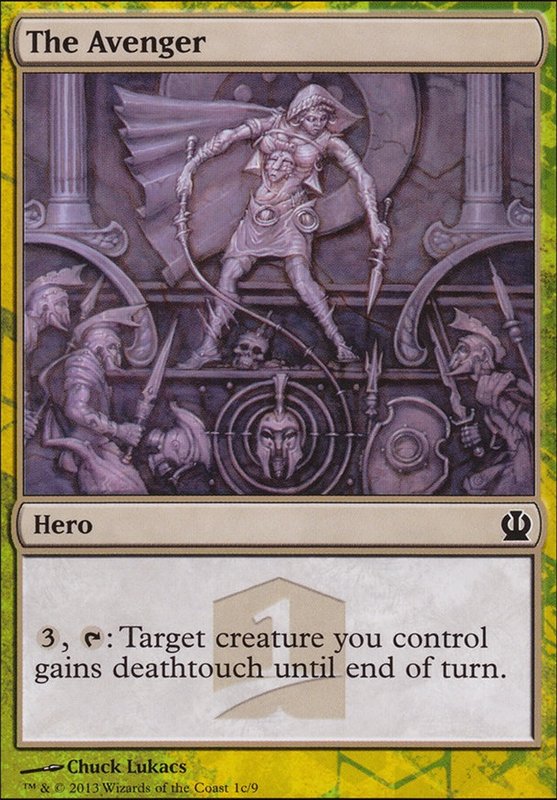 The Avenger
Hero
1
3, : Target creature you control
gains deathtouch until end of turn.
Chuck Lukacs
™ & © 2013 Wizards of the Coast 1c/9